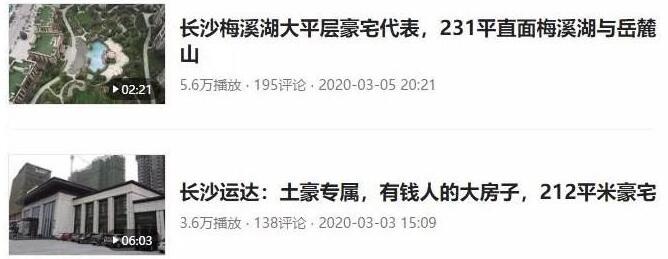 长沙梅溪湖大平层豪宅代表，231平直面梅溪湖与岳麓
山
5.6万播放 · 195评论 · 2020-03-05 20:21
02:21
长沙运达：土豪专属，有钱人的大房子，212平米豪宅
3.6万播放 · 138评论 · 2020-03-03 15:09
06:03